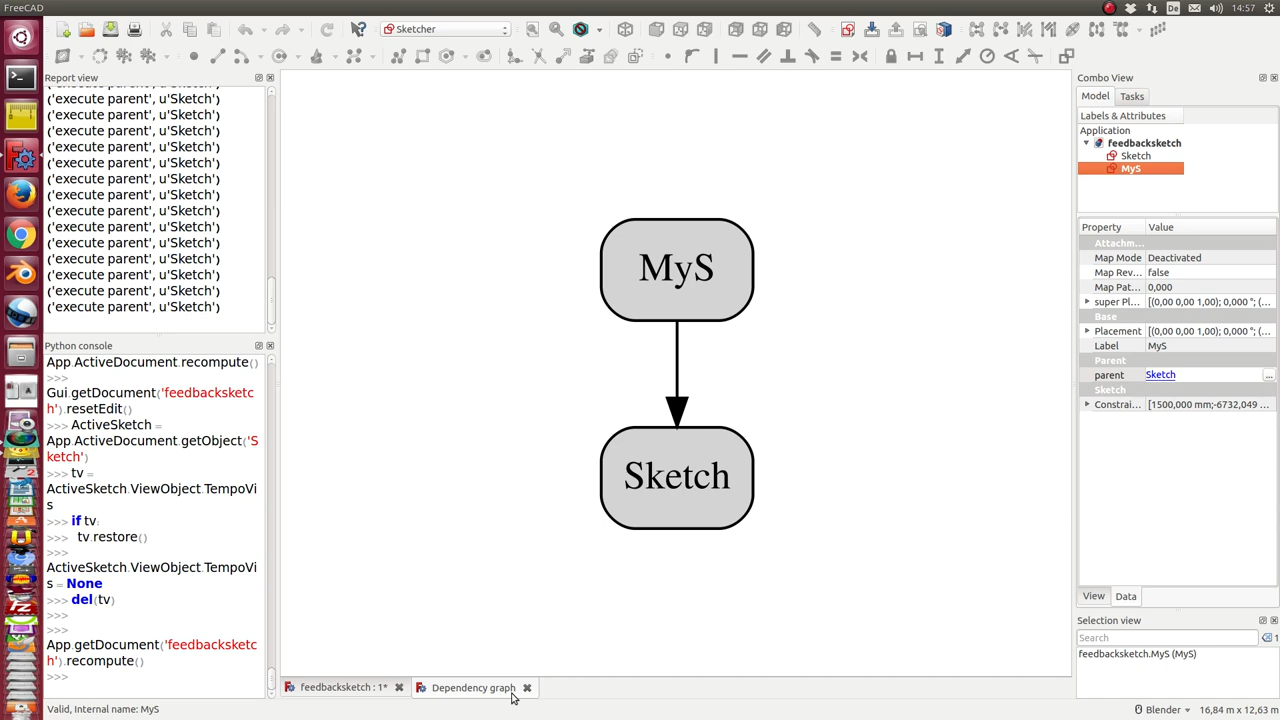 FreeCAD
De
14:57
Sketcher
Report view
('execute parent', u'Sketch')
('execute parent', u'Sketch')
('execute parent', u'Sketch')
('execute parent', u'Sketch')
('execute parent', u'Sketch')
('execute parent', u'Sketch')
('execute parent', u'Sketch')
('execute parent', u'Sketch')
('execute parent', u'Sketch')
('execute parent', u'Sketch')
('execute parent', u'Sketch')
('execute parent', u'Sketch')
('execute parent', u'Sketch')
('execute parent', u'Sketch')
Python console
App.ActiveDocument.recompute()
>>>
Gui.getDocument('feedbacksketc
h').resetEdit()
>>> ActiveSketch =
App.ActiveDocument.getObject('S
ketch')
>>> tv =
ActiveSketch.ViewObject.TempoVi
s
>>> if tv:
>>>   tv.restore()
>>>
ActiveSketch.ViewObject.TempoVi
s = None
>>> del(tv)
>>>
>>>
App.getDocument('feedbacksketc
h').recompute()
>>>
MyS
Sketch
feedbacksketch : 1*
Dependency graph
Combo View
Model
Tasks
Labels & Attributes
Application
feedbacksketch
Sketch
MyS
Property Value
Attachm...
Map Mode Deactivated
Map Rev... false
Map Pat... 0,000
super Pl... [(0,00 0,00 1,00); 0,000 °; (...
Base
Placement [(0,00 0,00 1,00); 0,000 °; (...
Label MyS
Parent
parent Sketch ...
Sketch
Constrai... [1500,000 mm;-6732,049 ...
View
Data
Selection view
Search
1
feedbacksketch.MyS (MyS)
Valid, Internal name: MyS
Blender
16,84 m x 12,63 m